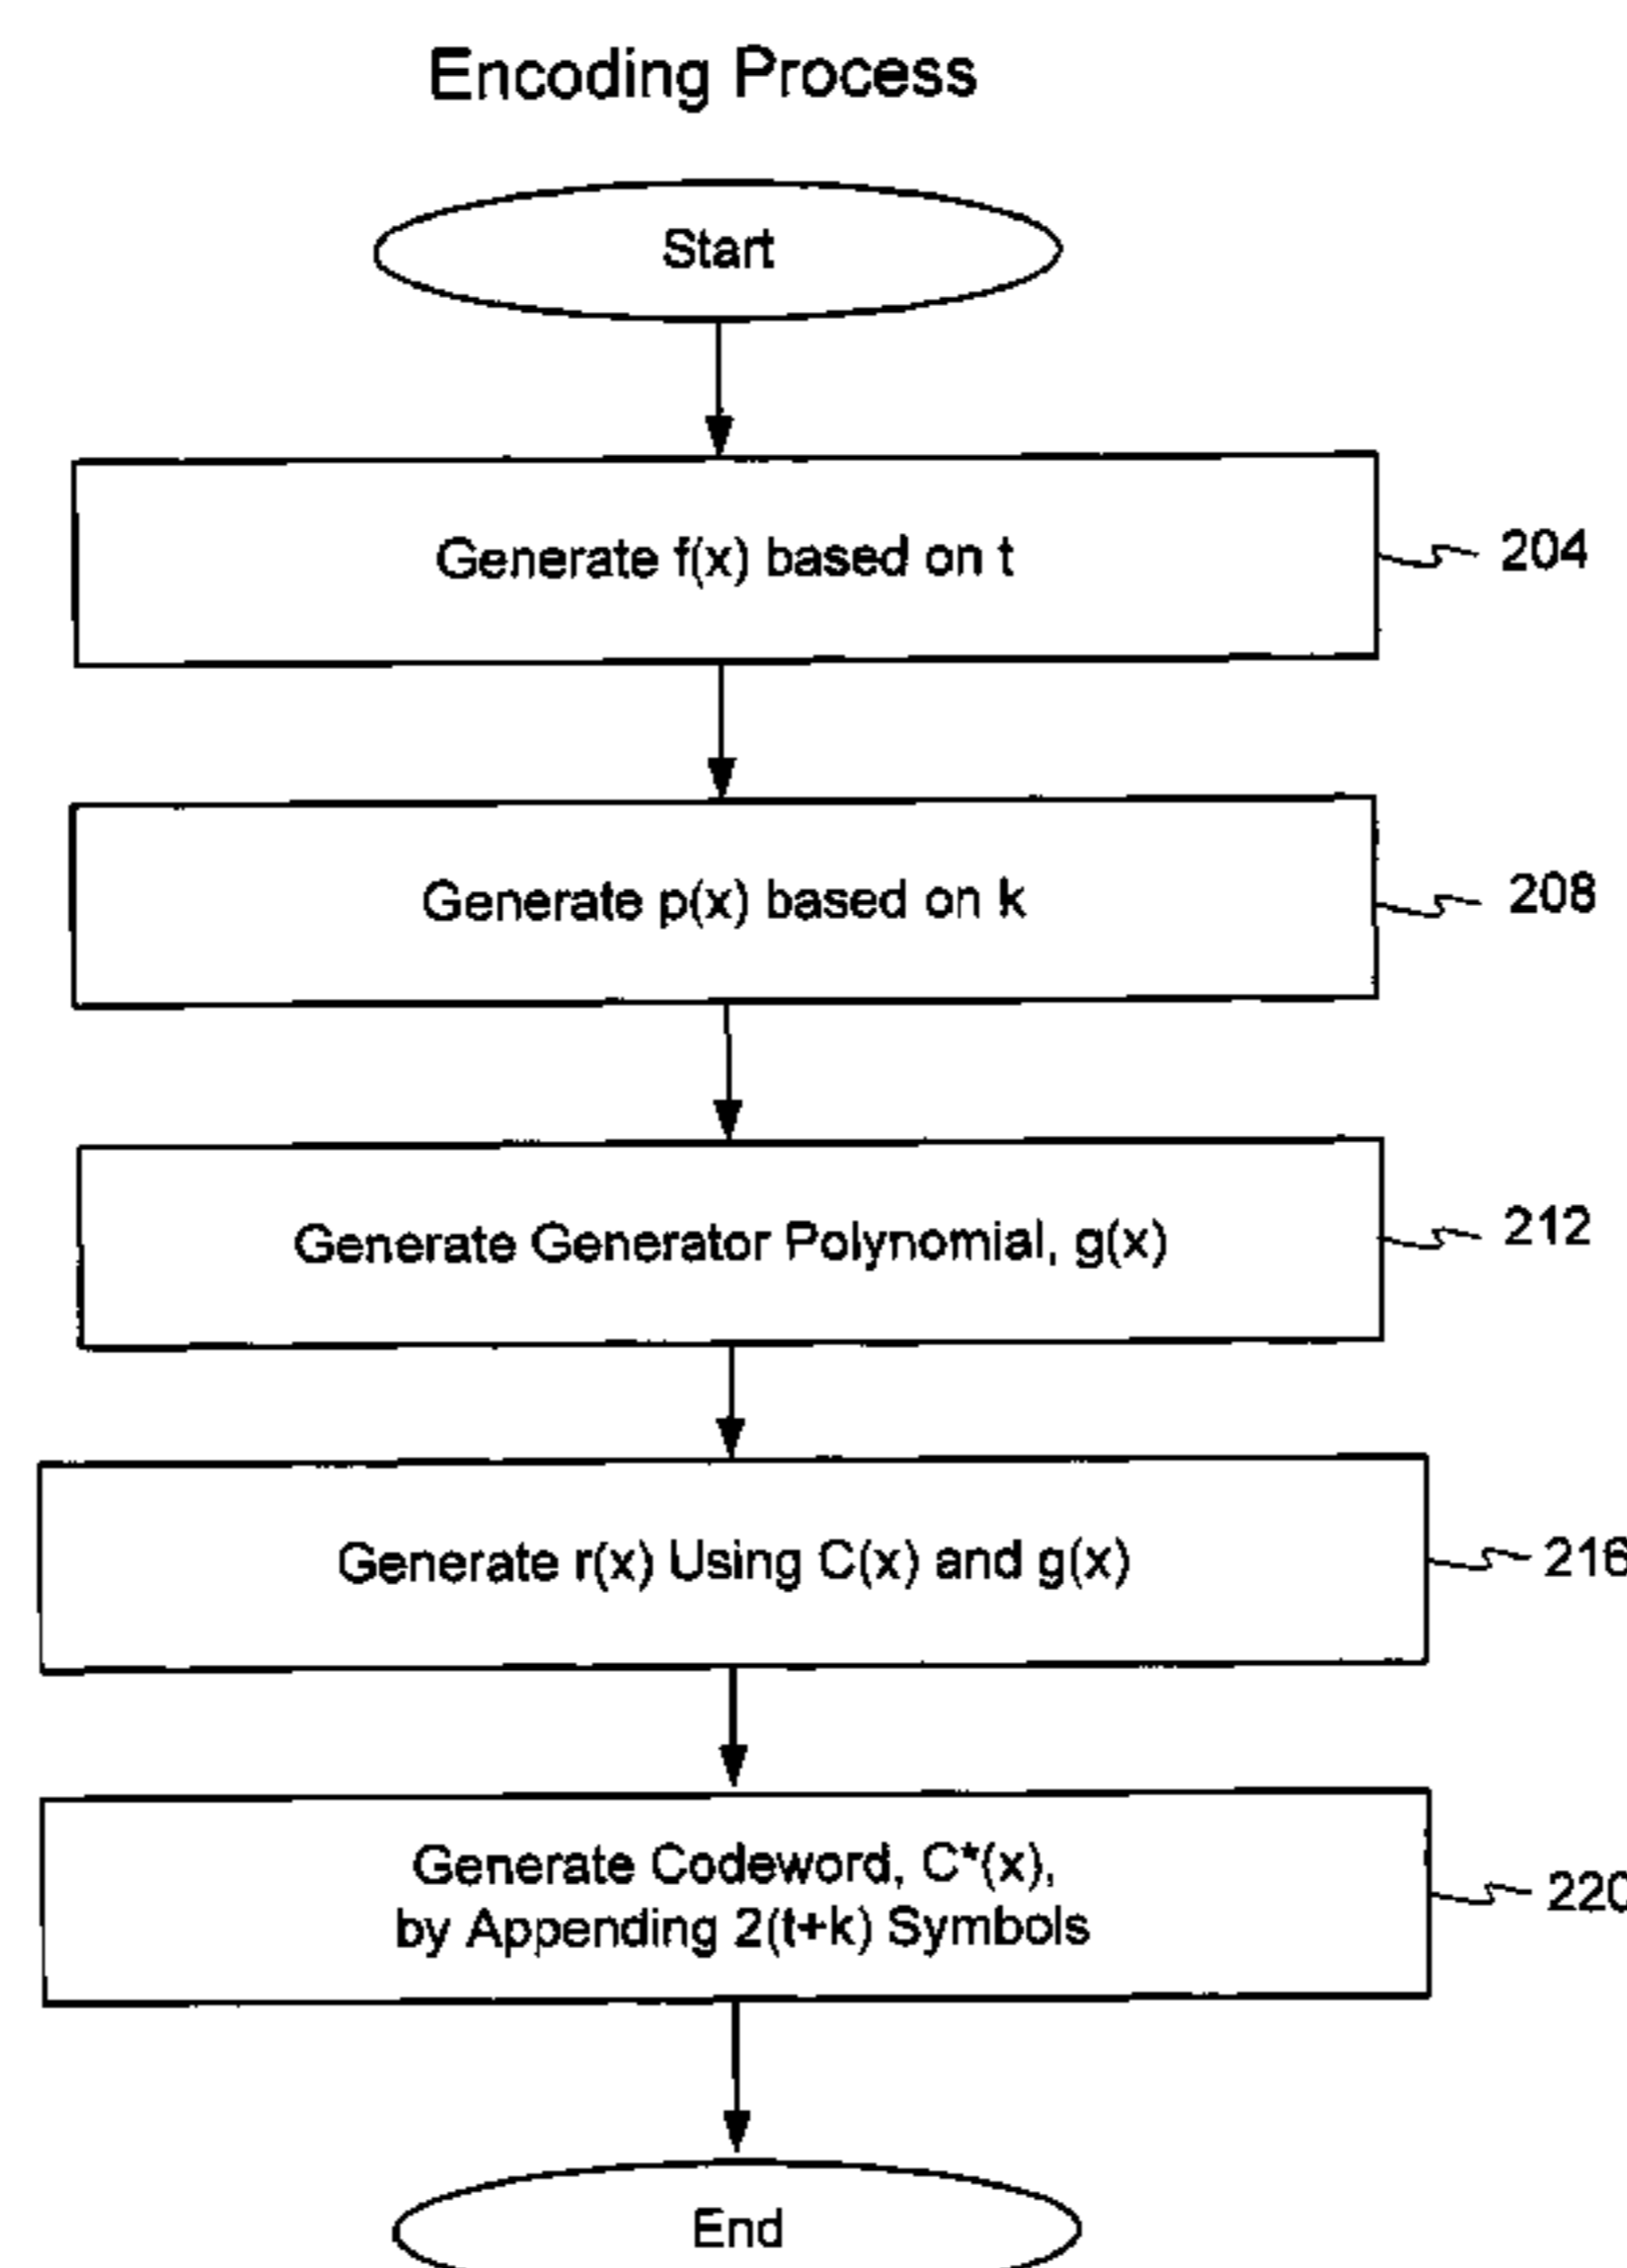 Encoding Process
Start
Generate f(x) based on t
204
Generate p(x) based on k
208
Generate Generator Polynomial, g(x)
212
Generate r(x) Using C(x) and g(x)
216
Generate Codeword, C*(x),
by Appending 2(t+k) Symbols
220
End